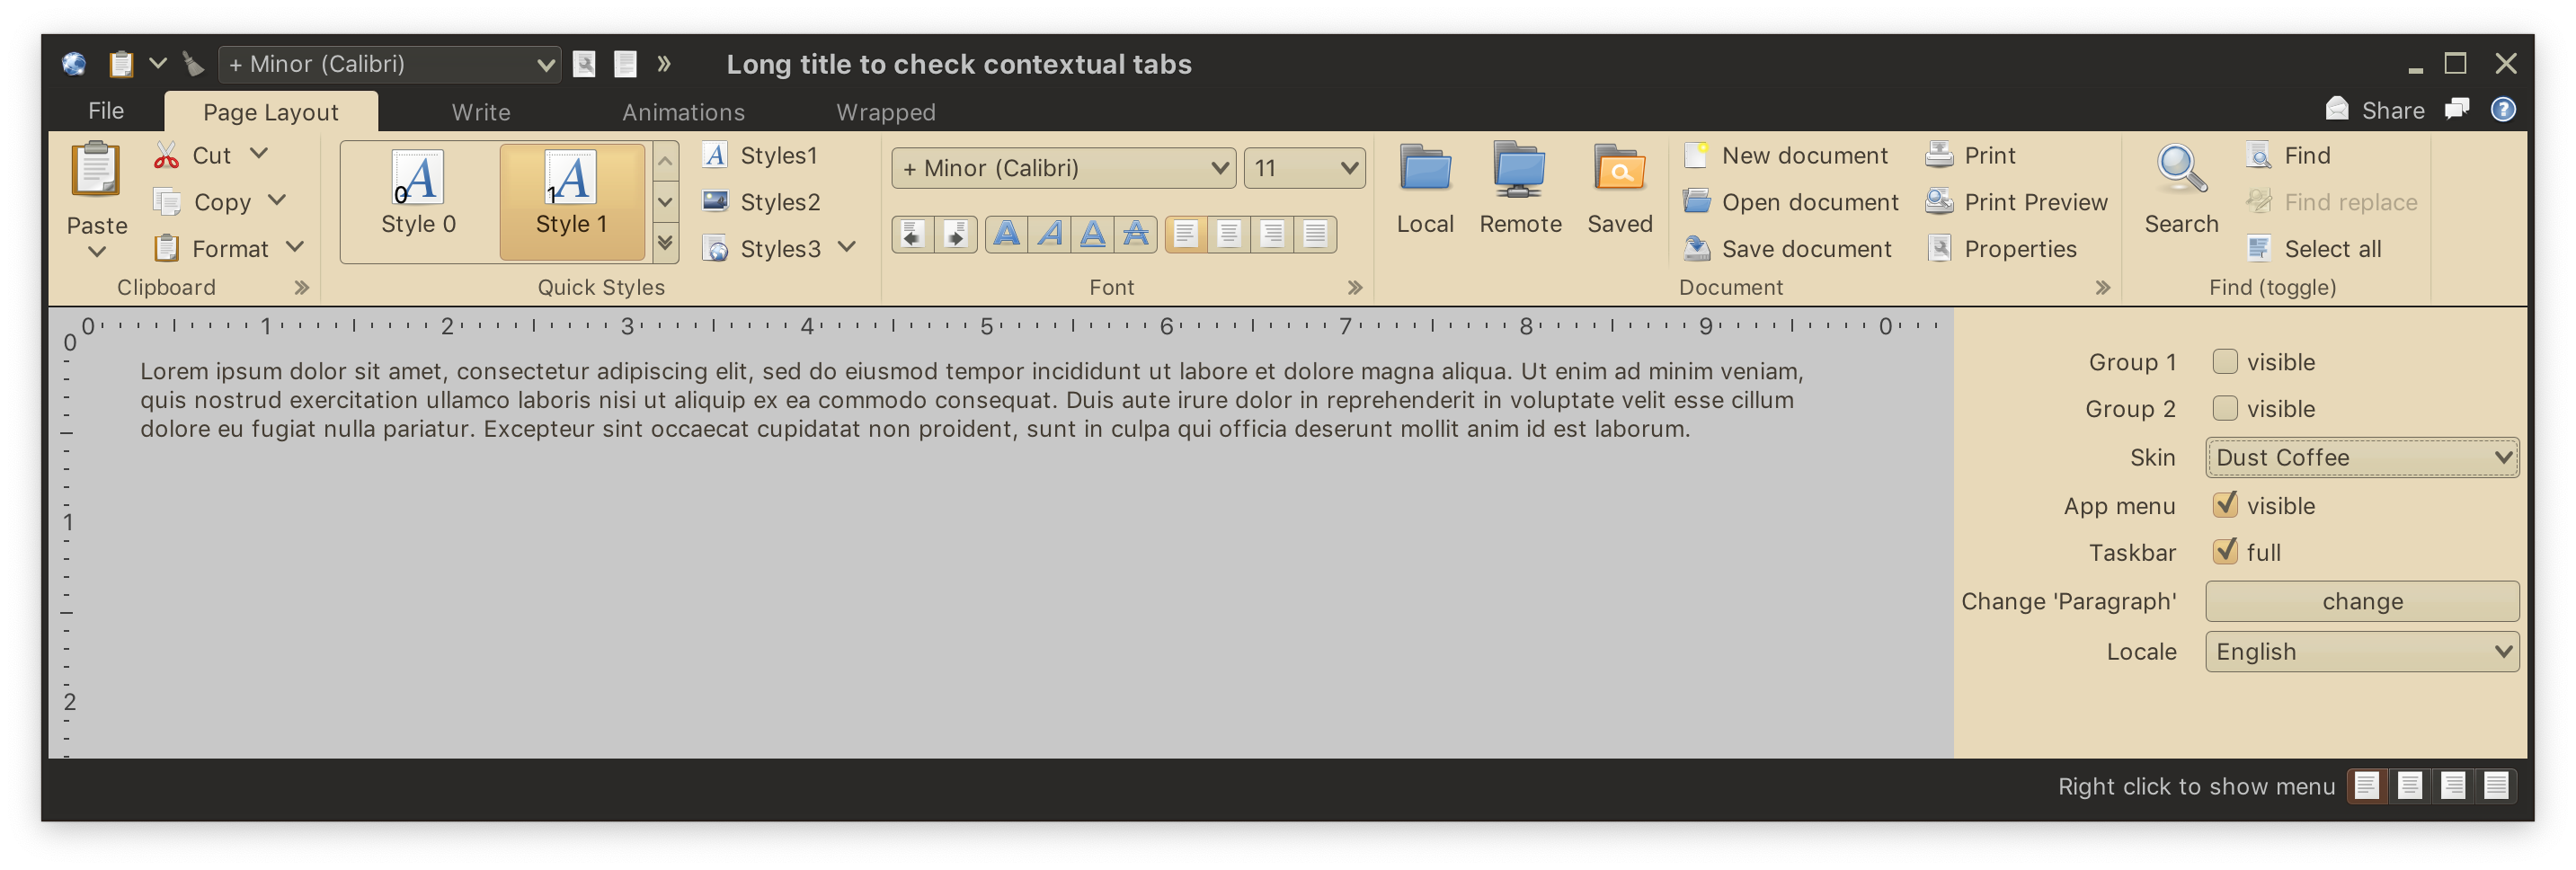 + Minor (Calibri)
Long title to check contextual tabs
File
Page Layout
Write
Animations
Wrapped
Share
Paste
Cut
Copy
Format
Clipboard
0
Style 0
1
Style 1
Styles1
Styles2
Styles3
Quick Styles
+ Minor (Calibri)
11
Font
Local
Remote
Saved
New document
Open document
Save document
Print
Print Preview
Properties
Document
Search
Find
Find replace
Select all
Find (toggle)
0 1 2 3 4 5 6 7 8 9 0
0
1
2
Lorem ipsum dolor sit amet, consectetur adipiscing elit, sed do eiusmod tempor incididunt ut labore et dolore magna aliqua. Ut enim ad minim veniam,
quis nostrud exercitation ullamco laboris nisi ut aliquip ex ea commodo consequat. Duis aute irure dolor in reprehenderit in voluptate velit esse cillum
dolore eu fugiat nulla pariatur. Excepteur sint occaecat cupidatat non proident, sunt in culpa qui officia deserunt mollit anim id est laborum.
Group 1 visible
Group 2 visible
Skin Dust Coffee
App menu visible
Taskbar full
Change 'Paragraph' change
Locale English
Right click to show menu